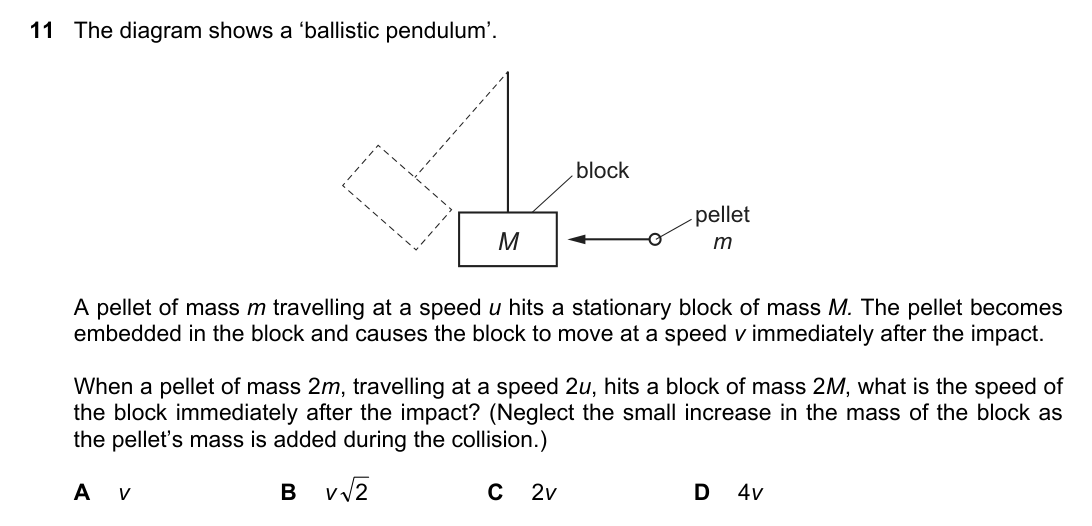 11 The diagram shows a ‘ballistic pendulum’.
block
pellet
M
m
A pellet of mass m travelling at a speed u hits a stationary block of mass M. The pellet becomes
embedded in the block and causes the block to move at a speed v immediately after the impact.
When a pellet of mass 2m, travelling at a speed 2u, hits a block of mass 2M, what is the speed of
the block immediately after the impact? (Neglect the small increase in the mass of the block as
the pellet’s mass is added during the collision.)
A v B v√2 C 2v D 4v